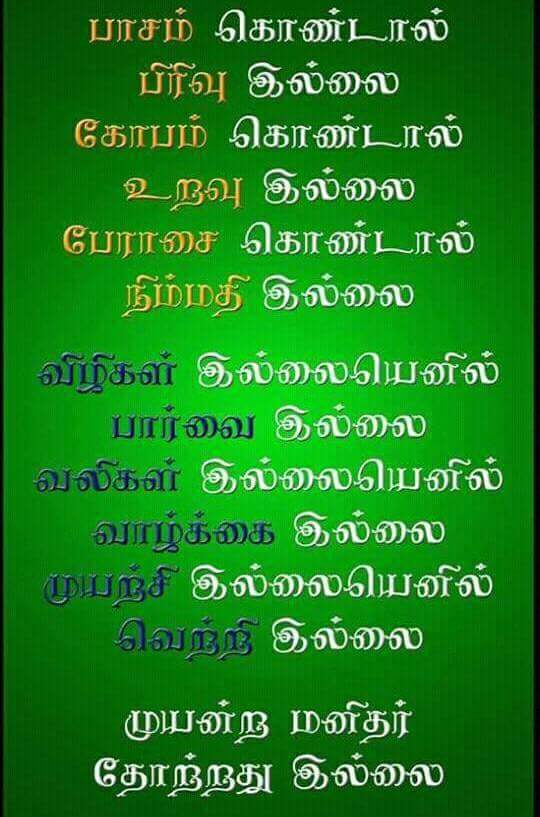 பாசம் கொண்டால்
பிரிவு இல்லை
கோபம் கொண்டால்
உறவு இல்லை
பேராசை கொண்டால்
நிம்மதி இல்லை
விழிகள் இல்லையெனில்
பார்வை இல்லை
வலிகள் இல்லையெனில்
வாழ்க்கை இல்லை
முயற்சி இல்லையெனில்
வெற்றி இல்லை
முயன்ற மனிதர்
தோற்றது இல்லை